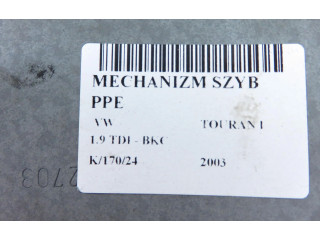 MECHANIZM SZYB
PPE
VW TOURAN I
1.9 TDI - BKC
K/170/24 2003
2703